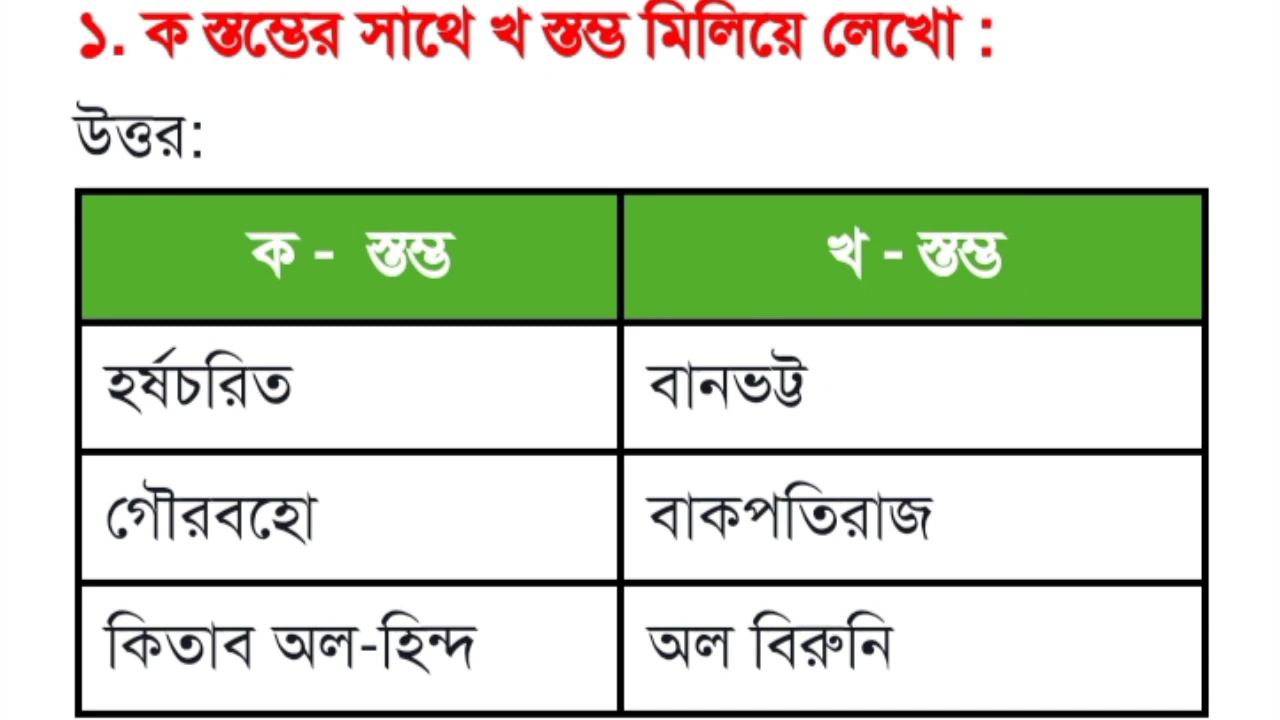 ১. ক স্তম্ভের সাথে খ স্তম্ভ মিলিয়ে লেখো :
উত্তর:
ক - স্তম্ভ খ - স্তম্ভ
হর্ষচরিত বানভট্ট
গৌরবহো বাকপতিরাজ
কিতাব অল-হিন্দ অল বিরুনি